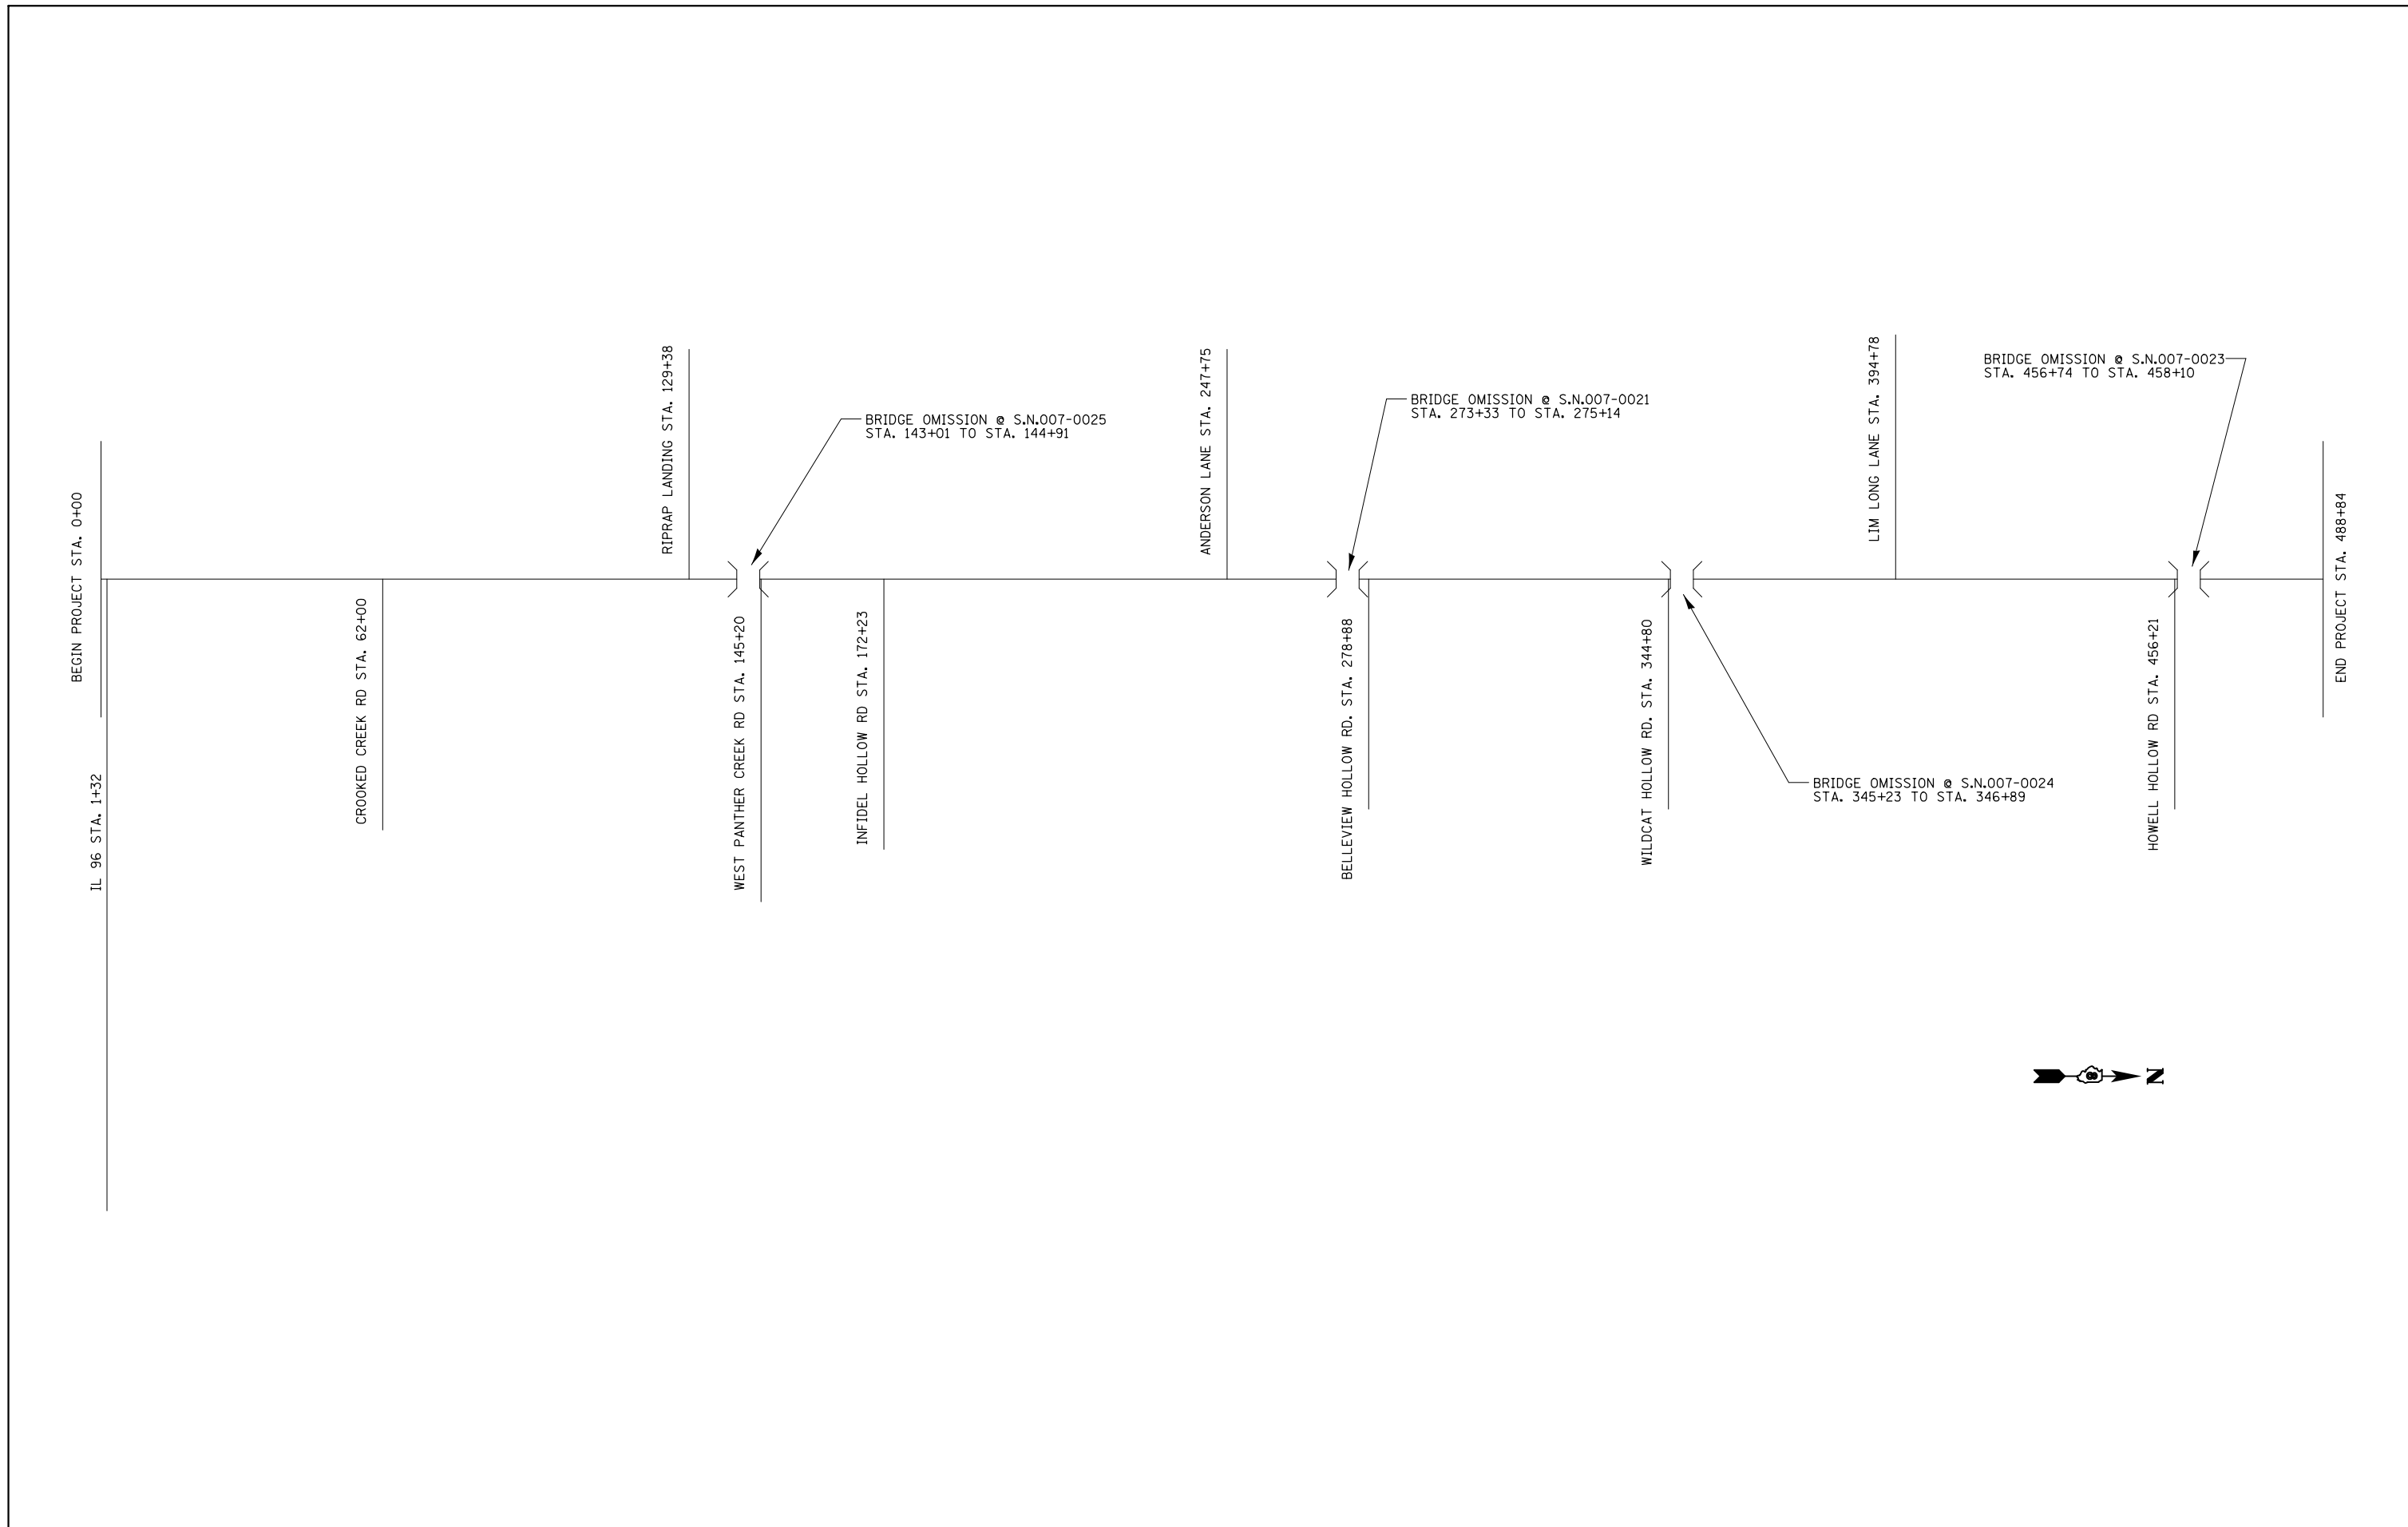 BEGIN PROJECT STA. 0+00
IL 96 STA. 1+32
CROOKED CREEK RD STA. 62+00
RIPRAP LANDING STA. 129+38
BRIDGE OMISSION @ S.N.007-0025
STA. 143+01 TO STA. 144+91
WEST PANTHER CREEK RD STA. 145+20
INFIDEL HOLLOW RD STA. 172+23
ANDERSON LANE STA. 247+75
BRIDGE OMISSION @ S.N.007-0021
STA. 273+33 TO STA. 275+14
BELLEVIEW HOLLOW RD. STA. 278+88
WILDCAT HOLLOW RD. STA. 344+80
BRIDGE OMISSION @ S.N.007-0024
STA. 345+23 TO STA. 346+89
LIM LONG LANE STA. 394+78
BRIDGE OMISSION @ S.N.007-0023
STA. 456+74 TO STA. 458+10
HOWELL HOLLOW RD STA. 456+21
END PROJECT STA. 488+84
N